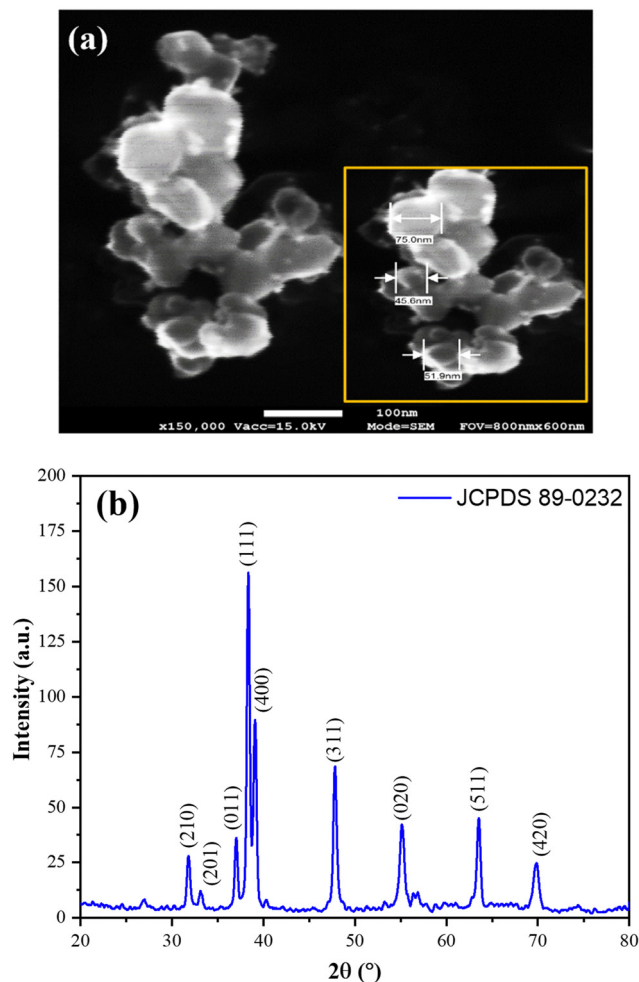 (a)
75.0nm
45.6nm
51.9nm
100nm
x150,000 Vacc=15.0kV Mode=SEM FOV=800nmx600nm
(b)
JCPDS 89-0232
200
175
150
125
100
75
50
25
0
Intensity (a.u.)
(210)
(201)
(011)
(111)
(400)
(311)
(020)
(511)
(420)
20 30 40 50 60 70 80
2θ (°)